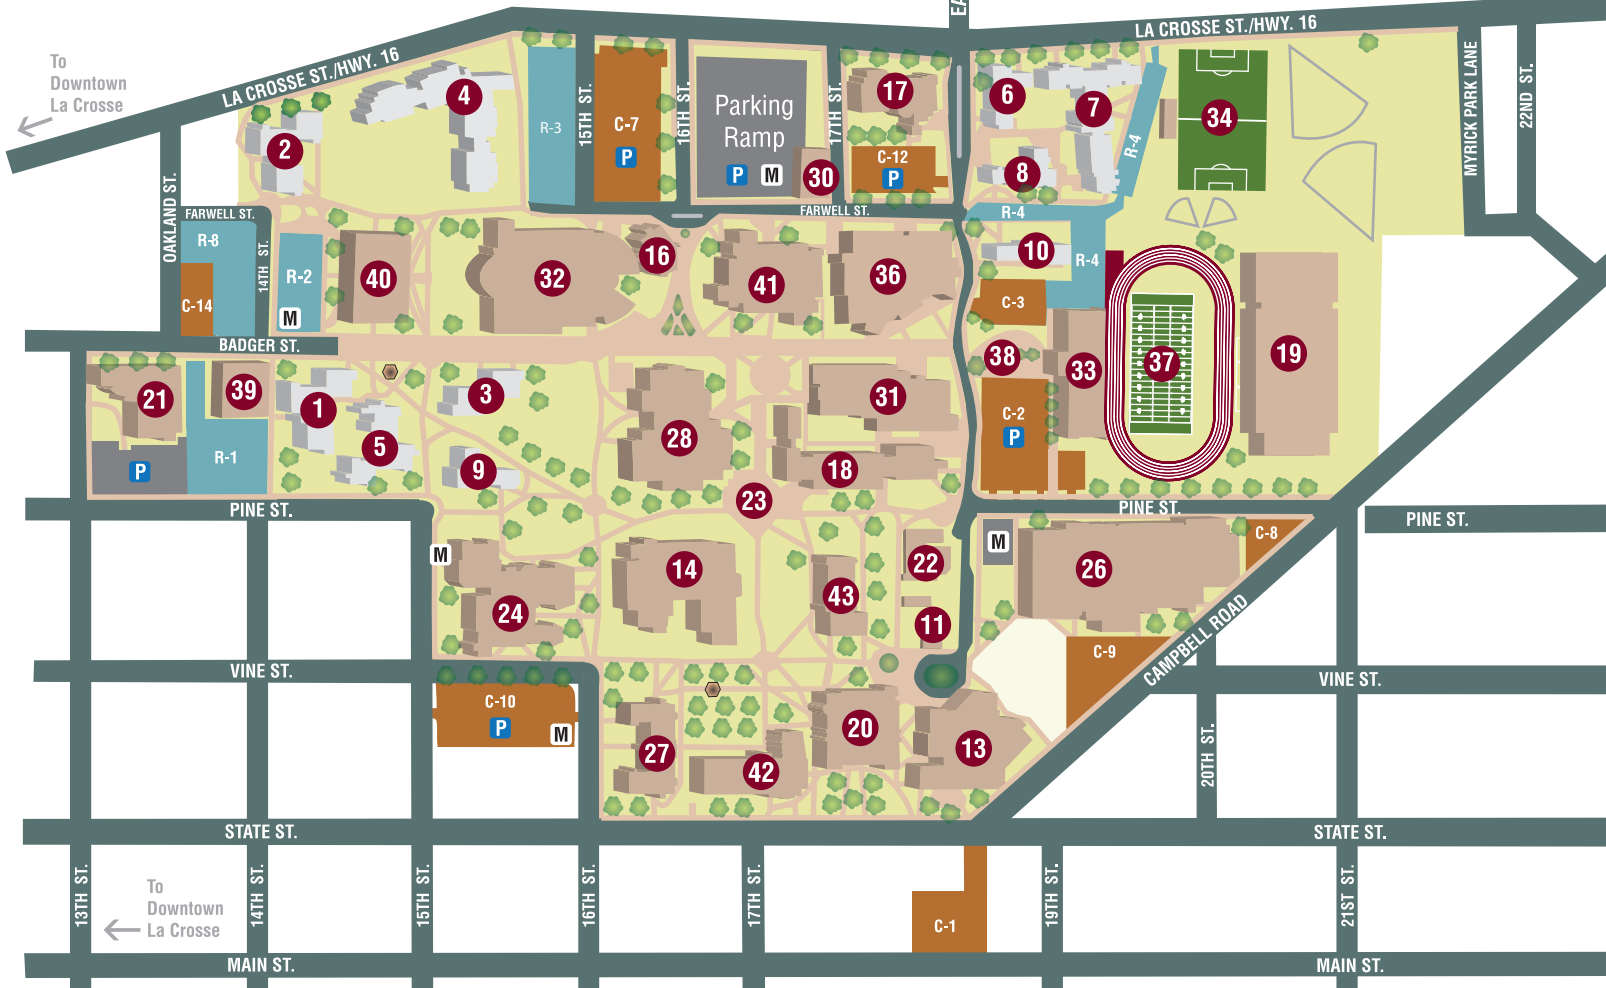 EA
LA CROSSE ST./HWY. 16
To
Downtown
La Crosse
LA CROSSE ST./HWY. 16
MYRICK PARK LANE
22ND ST.
4
2
R-3
15TH ST.
C-7
P
16TH ST.
Parking
Ramp
P
M
30
17TH ST.
17
C-12
P
6
7
8
R-4
34
OAKLAND ST.
FARWELL ST.
FARWELL ST.
R-4
R-8
14TH ST.
R-2
C-14
M
40
32
16
41
36
10
R-4
C-3
BADGER ST.
38
33
37
19
21
39
1
3
5
9
28
31
18
C-2
P
P
R-1
23
PINE ST.
PINE ST.
PINE ST.
M
24
14
43
22
11
M
26
C-8
C-9
CAMPBELL ROAD
VINE ST.
VINE ST.
C-10
P
M
27
42
20
13
20TH ST.
STATE ST.
STATE ST.
13TH ST.
To
Downtown
La Crosse
14TH ST.
15TH ST.
16TH ST.
17TH ST.
C-1
19TH ST.
21ST ST.
MAIN ST.
MAIN ST.